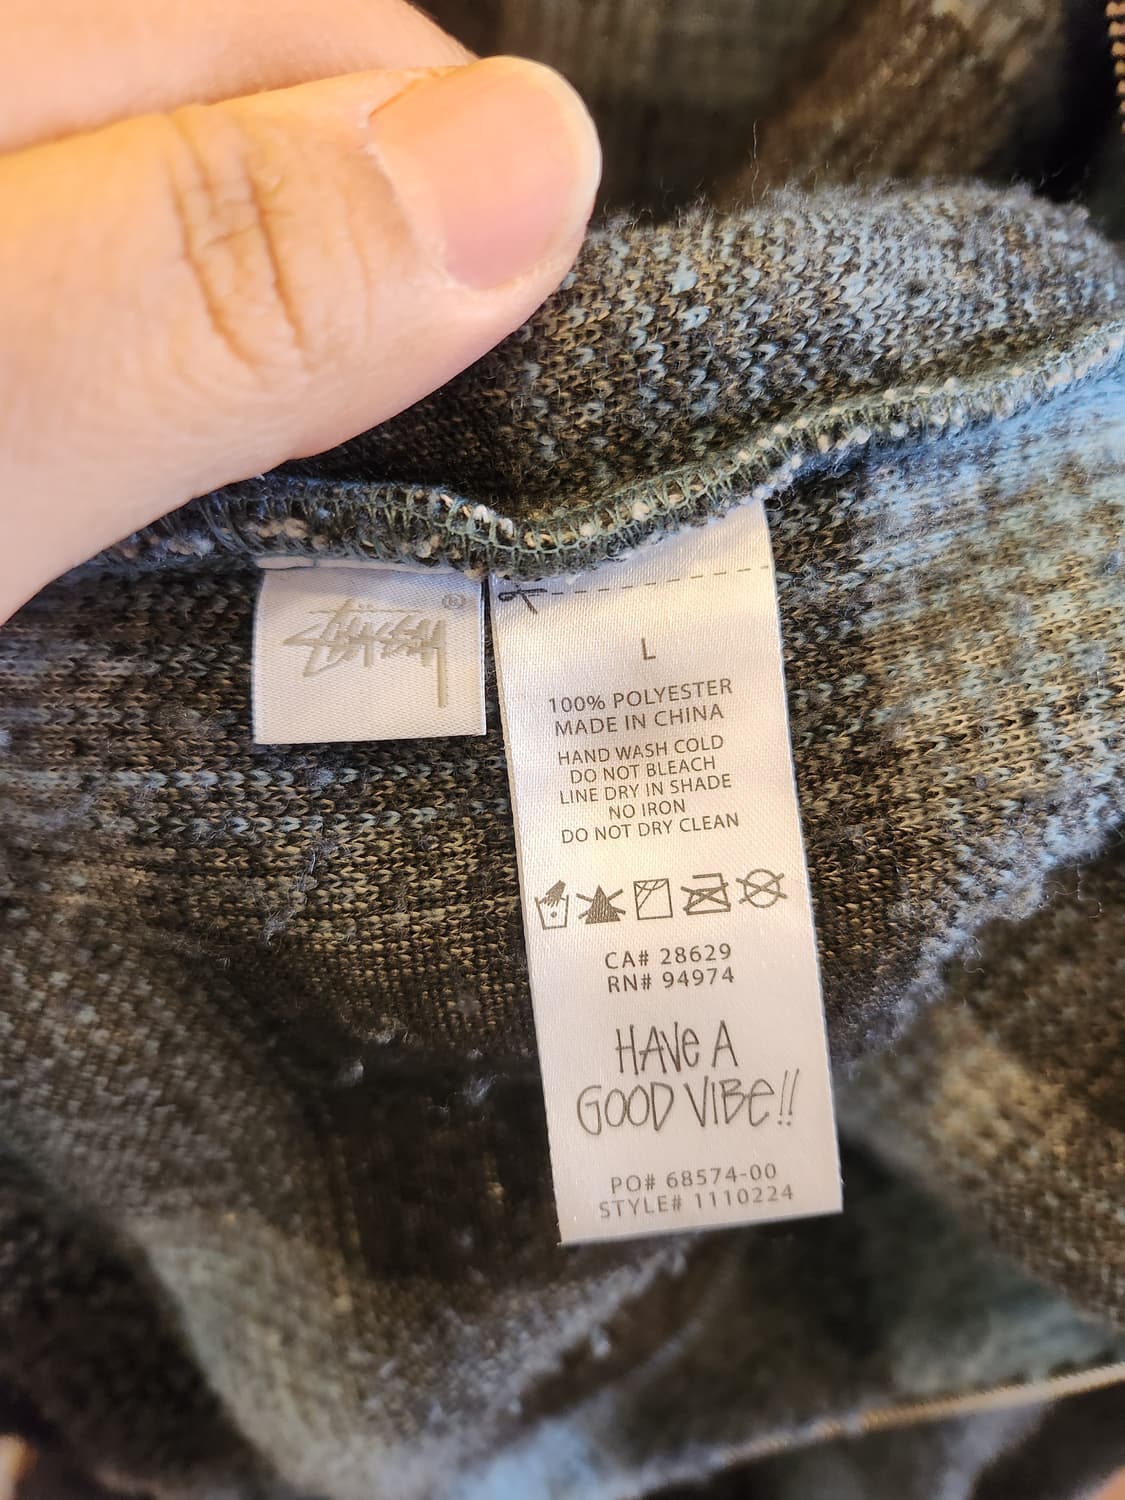 Stüssy ®
L
100% POLYESTER
MADE IN CHINA
HAND WASH COLD
DO NOT BLEACH
LINE DRY IN SHADE
NO IRON
DO NOT DRY CLEAN
CA# 28629
RN# 94974
HAVE A
GOOD VIBE!!
PO# 68574-00
STYLE# 1110224